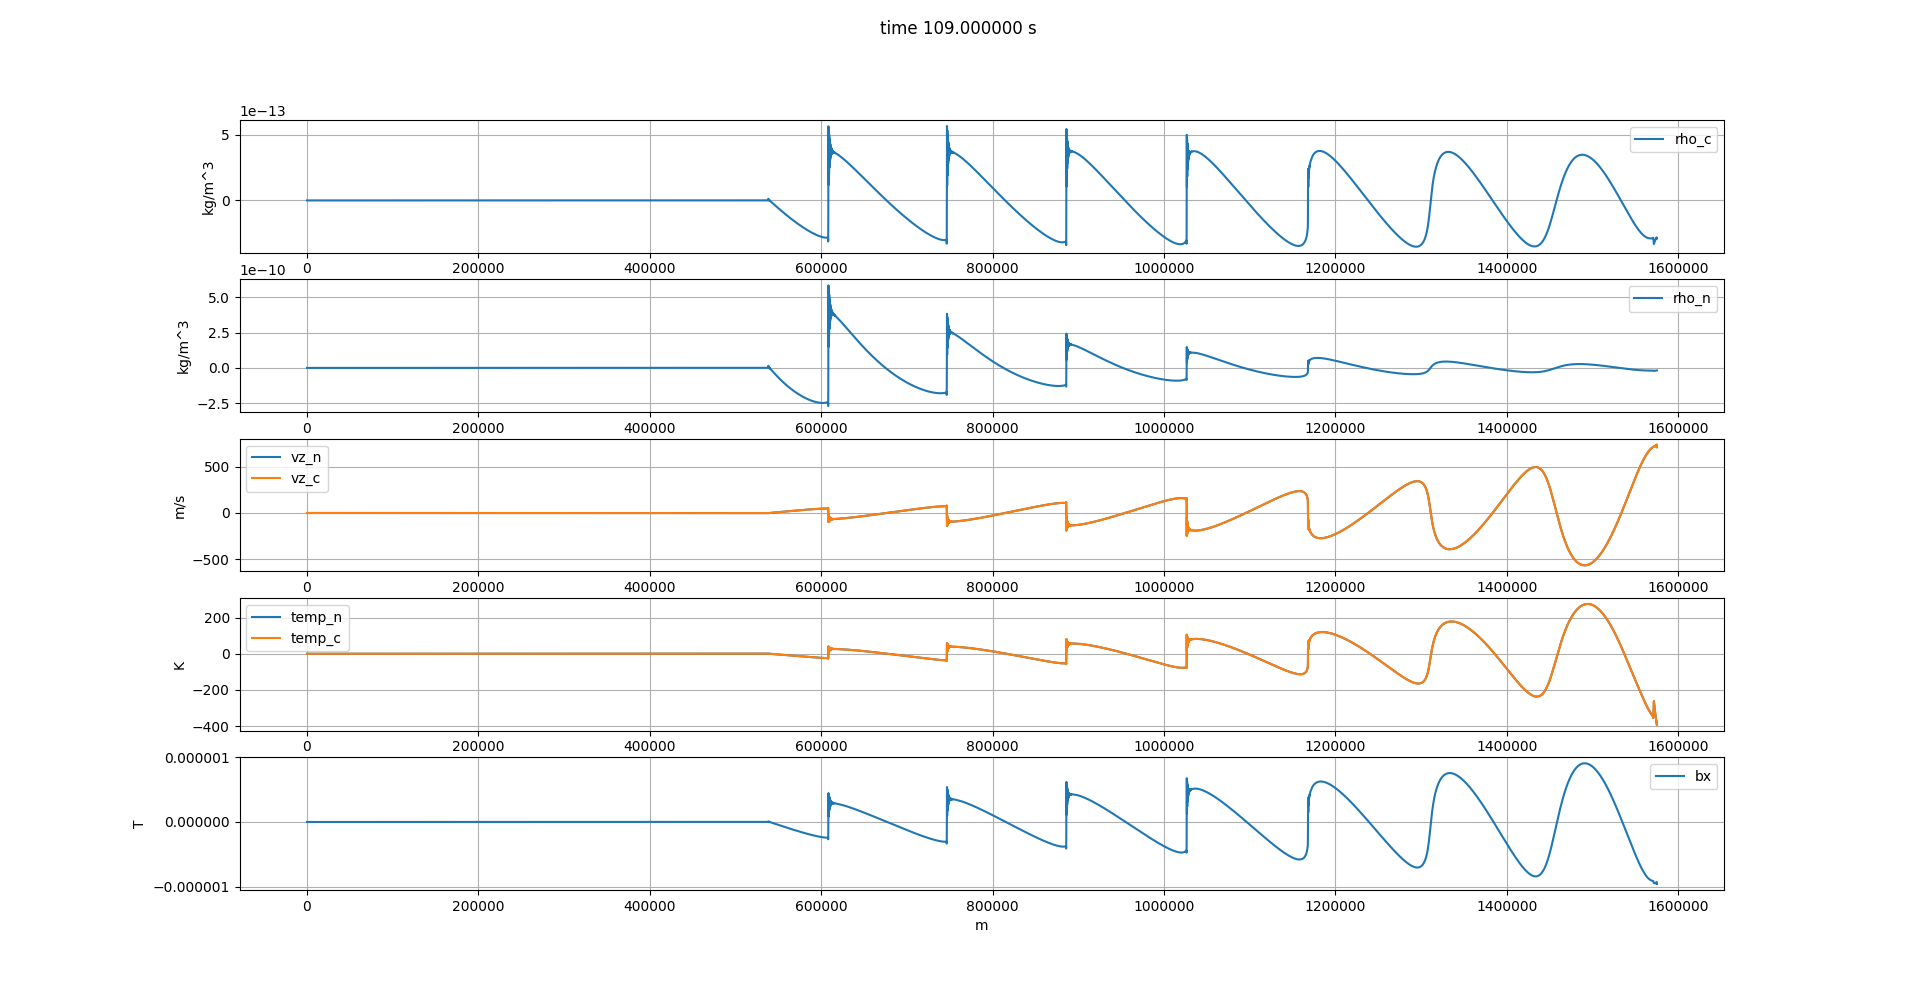 time 109.000000 s
1e−13
5
0
kg/m^3
rho_c
0 200000 400000 600000 800000 1000000 1200000 1400000 1600000
1e−10
5.0
2.5
0.0
−2.5
kg/m^3
rho_n
0 200000 400000 600000 800000 1000000 1200000 1400000 1600000
500
0
−500
m/s
vz_n
vz_c
0 200000 400000 600000 800000 1000000 1200000 1400000 1600000
200
0
−200
−400
K
temp_n
temp_c
0 200000 400000 600000 800000 1000000 1200000 1400000 1600000
0.000001
0.000000
−0.000001
T
bx
0 200000 400000 600000 800000 1000000 1200000 1400000 1600000
m